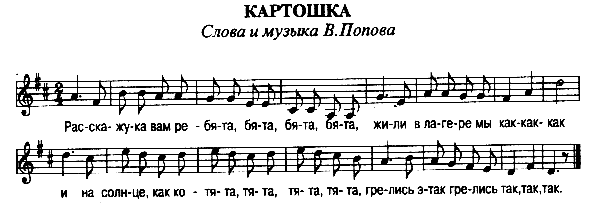 КАРТОШКА
Слова и музыка В.Попова
2
4
Рас-ска- жу-ка вам ре - бя-та, бя-та, бя-та, бя-та, жи-ли в ла-ге-ре мы как-как- как
и на солн-це, как ко - тя- та, тя- та, тя- та, тя- та, гре-лись э-так гре-лись так,так,так.